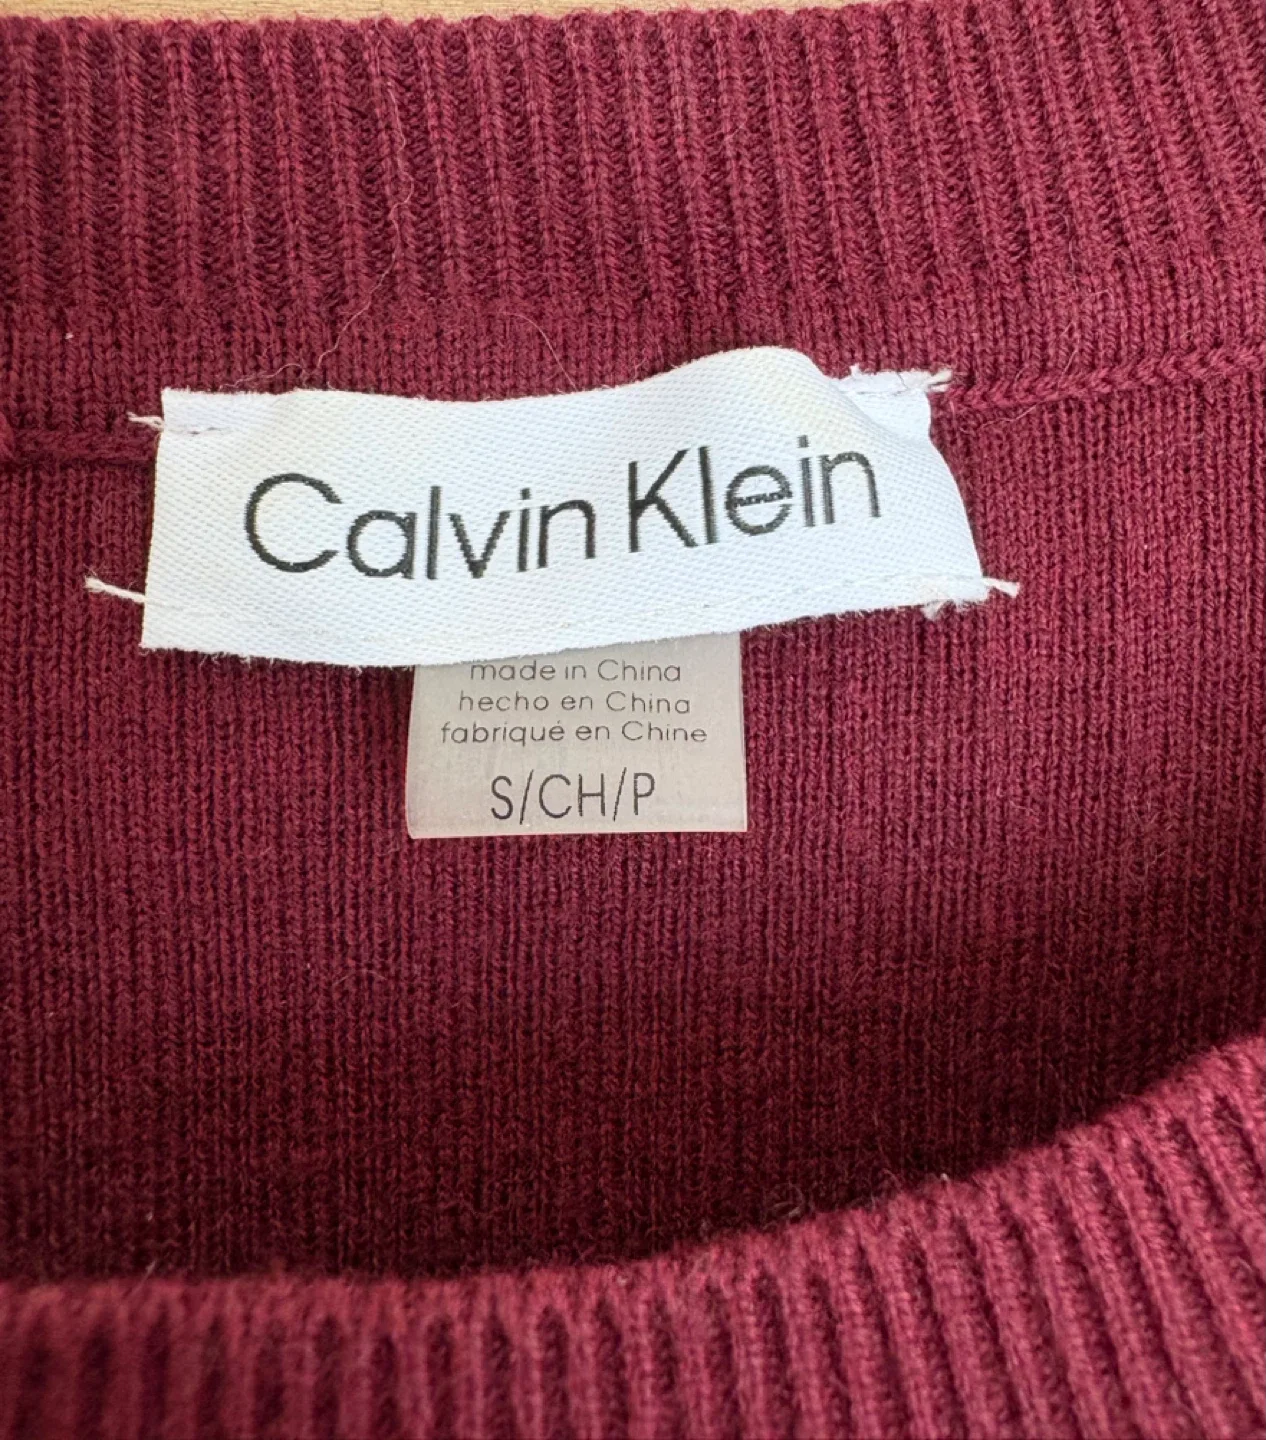 Calvin Klein
made in China
hecho en China
fabriqué en Chine
S/CH/P